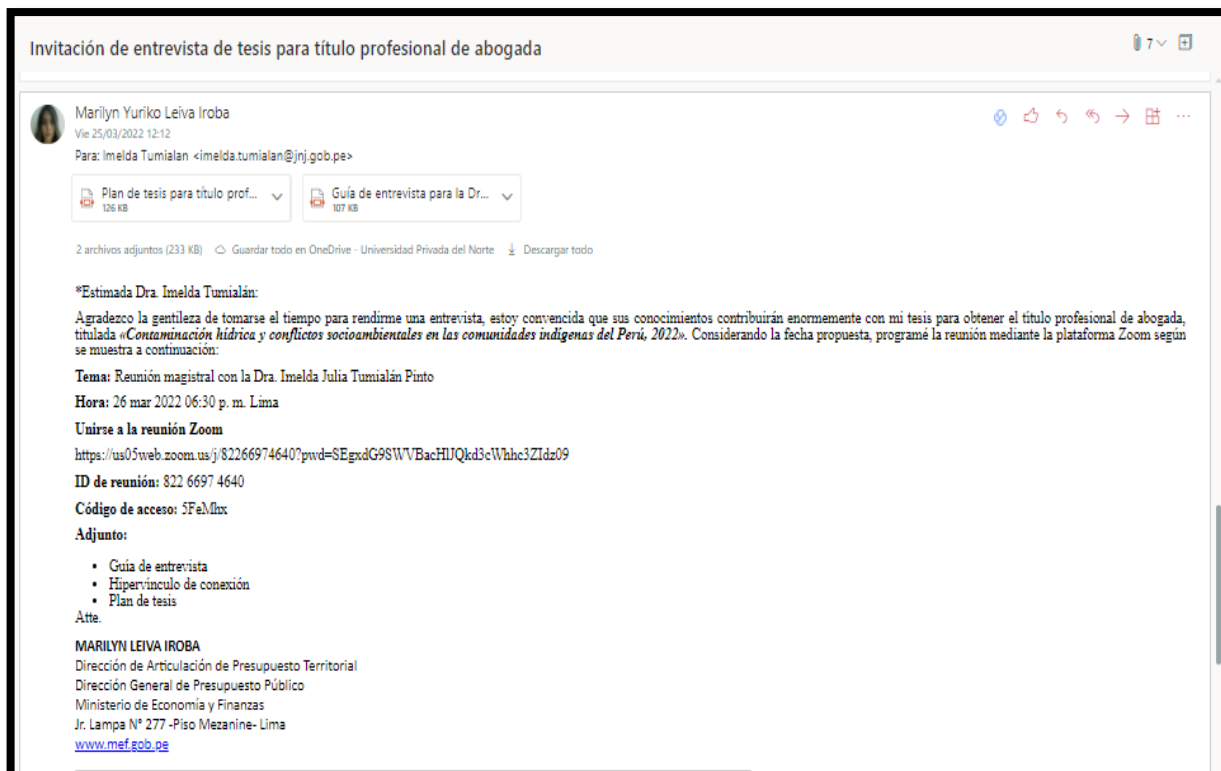 Invitación de entrevista de tesis para título profesional de abogada
7
Marilyn Yuriko Leiva Iroba
Vie 25/03/2022 12:12
Para: Imelda Tumialan <imelda.tumialan@jnj.gob.pe>
Plan de tesis para título prof...
126 KB
Guía de entrevista para la Dr...
107 KB
2 archivos adjuntos (233 KB) Guardar todo en OneDrive - Universidad Privada del Norte Descargar todo
*Estimada Dra. Imelda Tumialán:
Agradezco la gentileza de tomarse el tiempo para rendirme una entrevista, estoy convencida que sus conocimientos contribuirán enormemente con mi tesis para obtener el título profesional de abogada,
titulada «Contaminación hídrica y conflictos socioambientales en las comunidades indígenas del Perú, 2022». Considerando la fecha propuesta, programé la reunión mediante la plataforma Zoom según
se muestra a continuación:
Tema: Reunión magistral con la Dra. Imelda Julia Tumialán Pinto
Hora: 26 mar 2022 06:30 p. m. Lima
Unirse a la reunión Zoom
https://us05web.zoom.us/j/82266974640?pwd=SEgxdG9SWVBacHlJQkd3cWhhc3ZIdz09
ID de reunión: 822 6697 4640
Código de acceso: 5FeMhx
Adjunto:
• Guía de entrevista
• Hipervínculo de conexión
• Plan de tesis
Atte.
MARILYN LEIVA IROBA
Dirección de Articulación de Presupuesto Territorial
Dirección General de Presupuesto Público
Ministerio de Economía y Finanzas
Jr. Lampa N° 277 -Piso Mezanine- Lima
www.mef.gob.pe